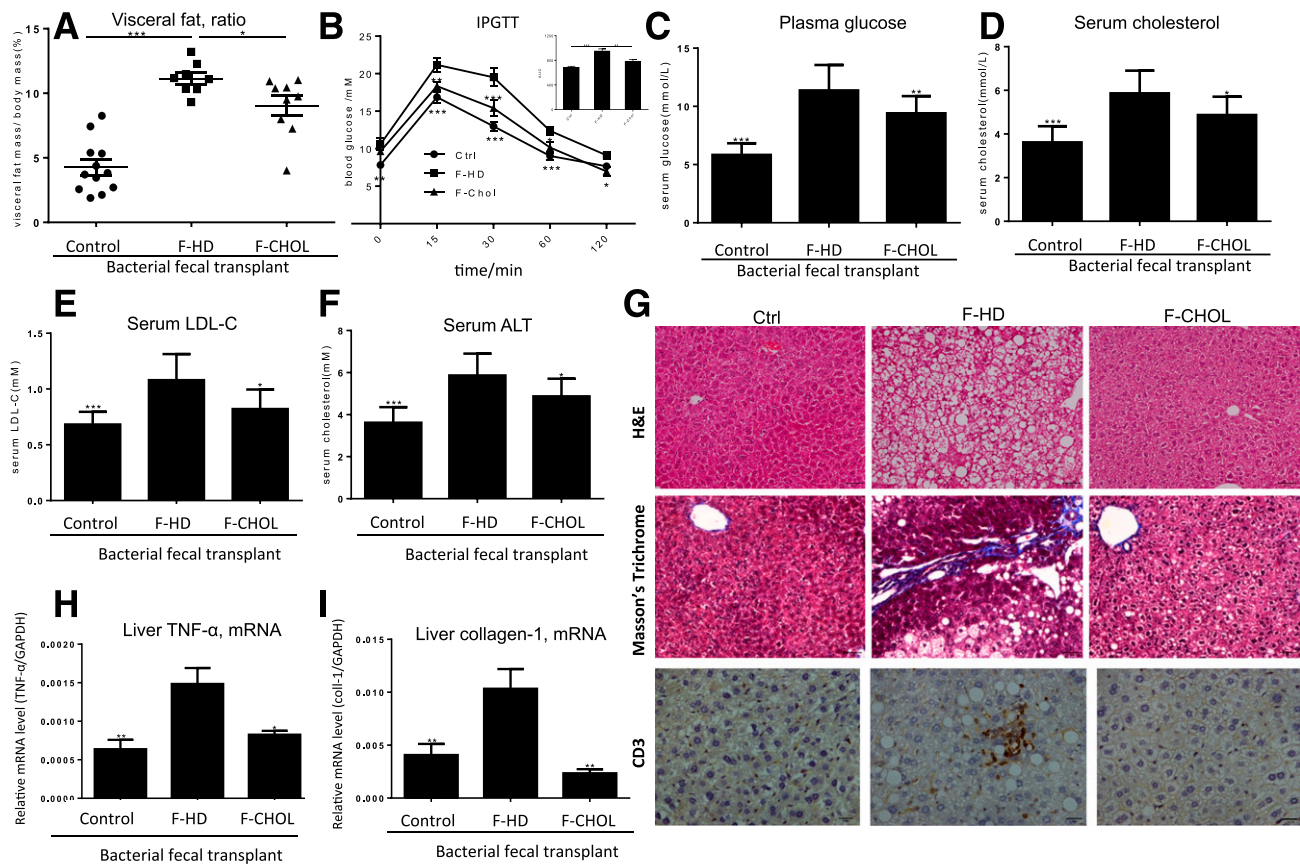 A
Visceral fat, ratio
***
*
visceral fat mass/ body mass(%)
15
10
5
0
Control
F-HD
F-CHOL
Bacterial fecal transplant
B
IPGTT
blood glucose /mM
25
20
15
10
5
**
**
***
***
***
*
***
*
Ctrl
F-HD
F-Chol
0
15
30
60
120
time/min
1200
800
400
0
***
**
Ctrl
F-HD
F-CHOL
C
Plasma glucose
serum glucose(mmol/L)
15
10
5
0
***
**
Control
F-HD
F-CHOL
Bacterial fecal transplant
D
Serum cholesterol
serum cholesterol(mmol/L)
8
6
4
2
0
***
*
Control
F-HD
F-CHOL
Bacterial fecal transplant
E
Serum LDL-C
serum LDL-C(mM)
1.5
1.0
0.5
0.0
***
*
Control
F-HD
F-CHOL
Bacterial fecal transplant
F
Serum ALT
serum cholesterol(mM)
8
6
4
2
0
***
*
Control
F-HD
F-CHOL
Bacterial fecal transplant
G
Ctrl
F-HD
F-CHOL
H&E
Masson's Trichrome
CD3
H
Liver TNF-α, mRNA
Relative mRNA level (TNF-α/GAPDH)
0.0020
0.0015
0.0010
0.0005
0.0000
**
*
Control
F-HD
F-CHOL
Bacterial fecal transplant
I
Liver collagen-1, mRNA
Relative mRNA level (coll-1/GAPDH)
0.015
0.010
0.005
0.000
**
**
Control
F-HD
F-CHOL
Bacterial fecal transplant